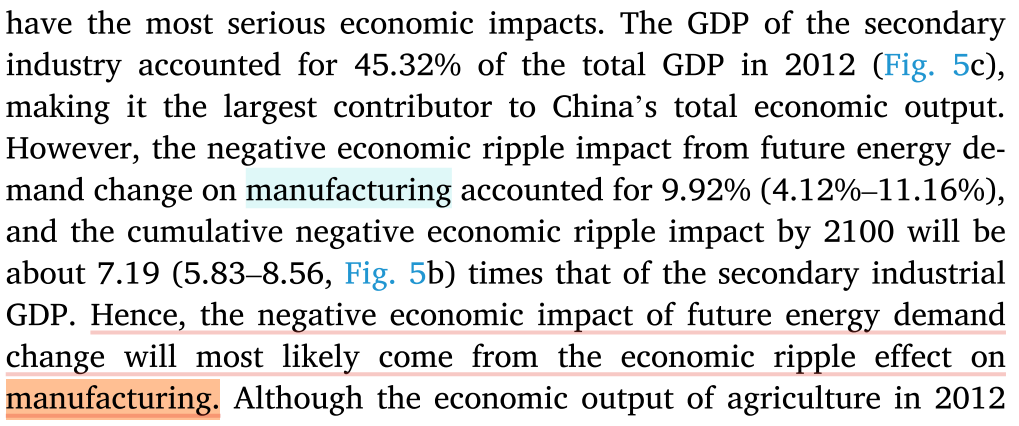 have the most serious economic impacts. The GDP of the secondary
industry accounted for 45.32% of the total GDP in 2012 (Fig. 5c),
making it the largest contributor to China's total economic output.
However, the negative economic ripple impact from future energy de-
mand change on manufacturing accounted for 9.92% (4.12%–11.16%),
and the cumulative negative economic ripple impact by 2100 will be
about 7.19 (5.83–8.56, Fig. 5b) times that of the secondary industrial
GDP. Hence, the negative economic impact of future energy demand
change will most likely come from the economic ripple effect on
manufacturing. Although the economic output of agriculture in 2012